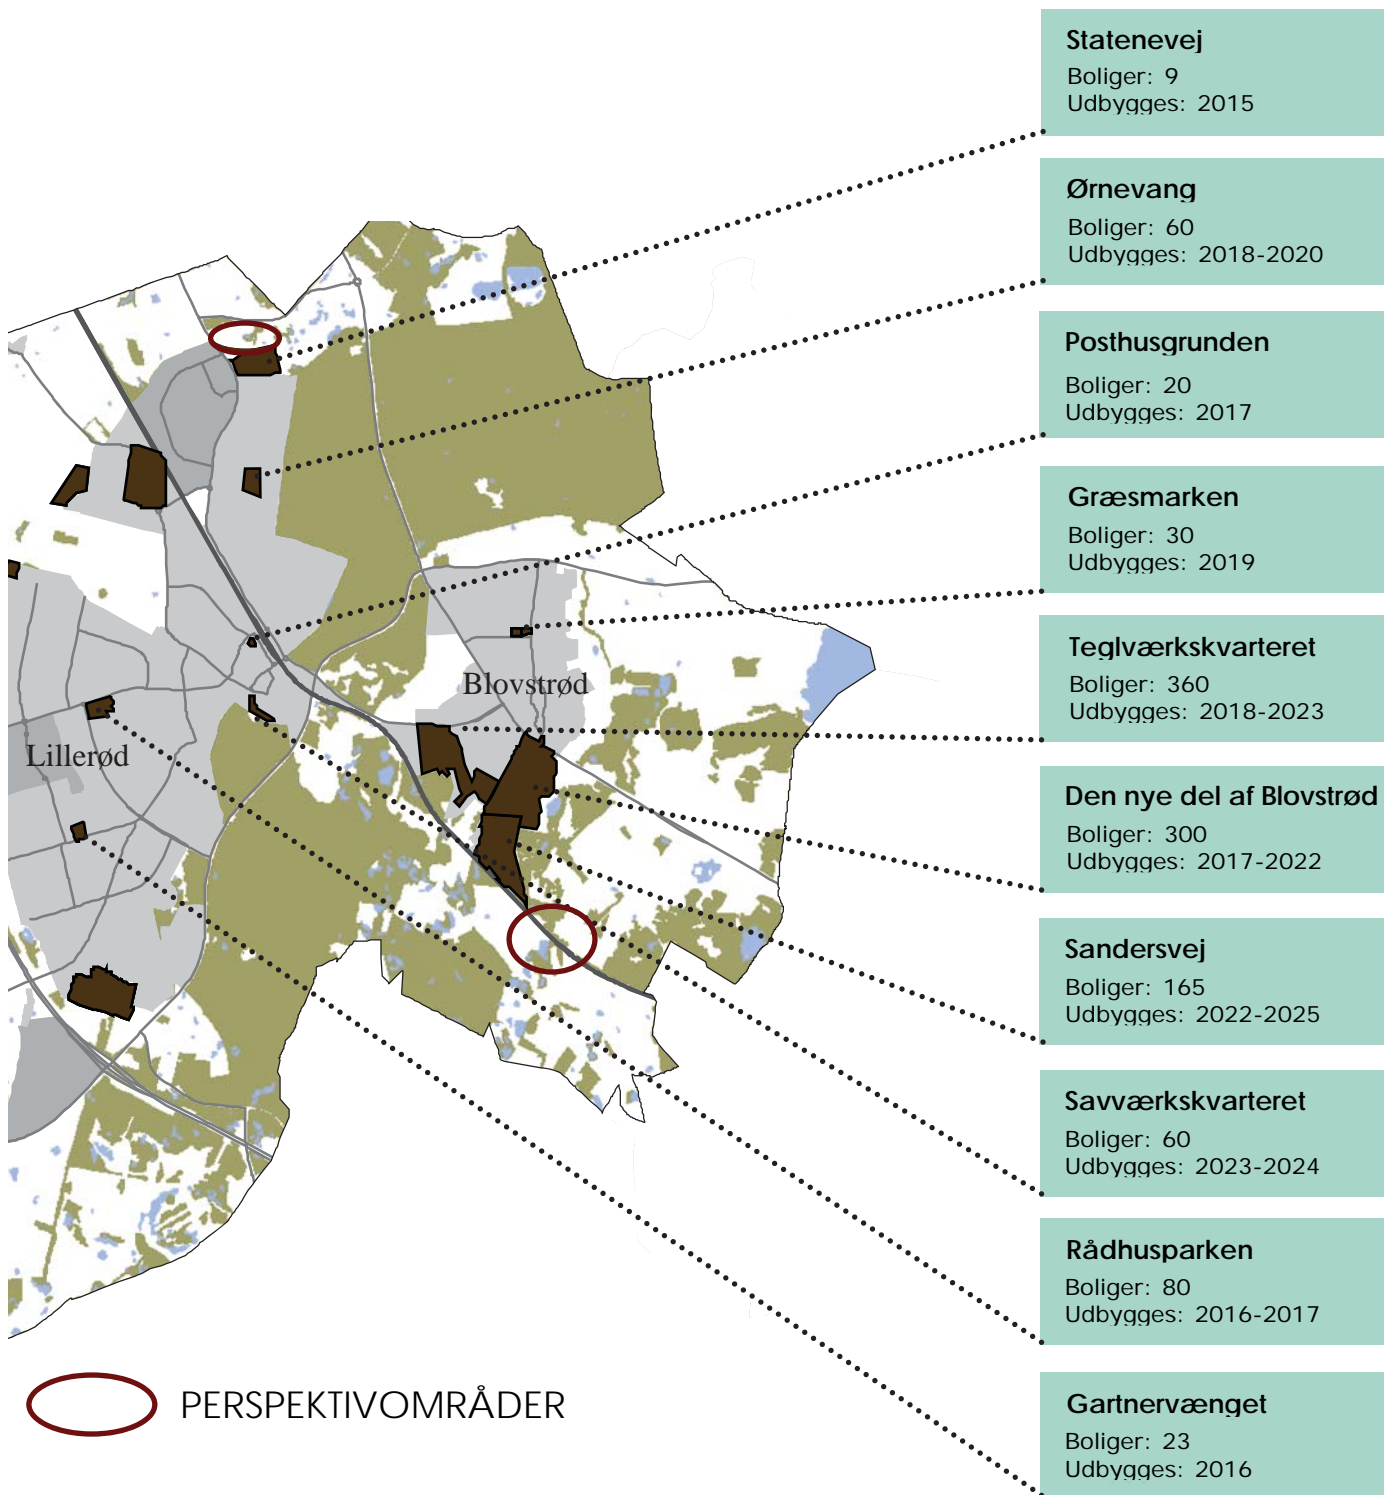 Statenevej
Boliger: 9
Udbygges: 2015
Ørnevang
Boliger: 60
Udbygges: 2018-2020
Posthusgrunden
Boliger: 20
Udbygges: 2017
Græsmarken
Boliger: 30
Udbygges: 2019
Teglværkskvarteret
Boliger: 360
Udbygges: 2018-2023
Den nye del af Blovstrød
Boliger: 300
Udbygges: 2017-2022
Sandersvej
Boliger: 165
Udbygges: 2022-2025
Savværkskvarteret
Boliger: 60
Udbygges: 2023-2024
Rådhusparken
Boliger: 80
Udbygges: 2016-2017
Gartnervænget
Boliger: 23
Udbygges: 2016
Blovstrød
Lillerød
PERSPEKTIVOMRÅDER